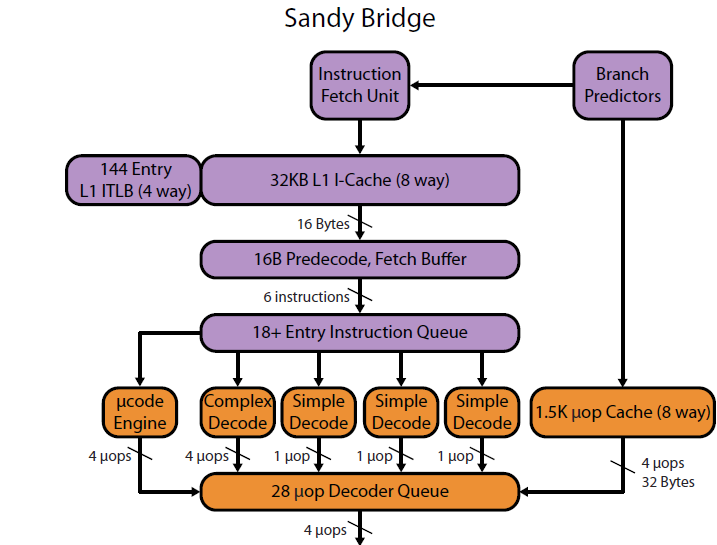 Sandy Bridge
Instruction
Fetch Unit
Branch
Predictors
144 Entry
L1 ITLB (4 way)
32KB L1 I-Cache (8 way)
16 Bytes
16B Predecode, Fetch Buffer
6 instructions
18+ Entry Instruction Queue
μcode
Engine
Complex
Decode
Simple
Decode
Simple
Decode
Simple
Decode
1.5K μop Cache (8 way)
4 μops
4 μops
1 μop
1 μop
1 μop
4 μops
32 Bytes
28 μop Decoder Queue
4 μops